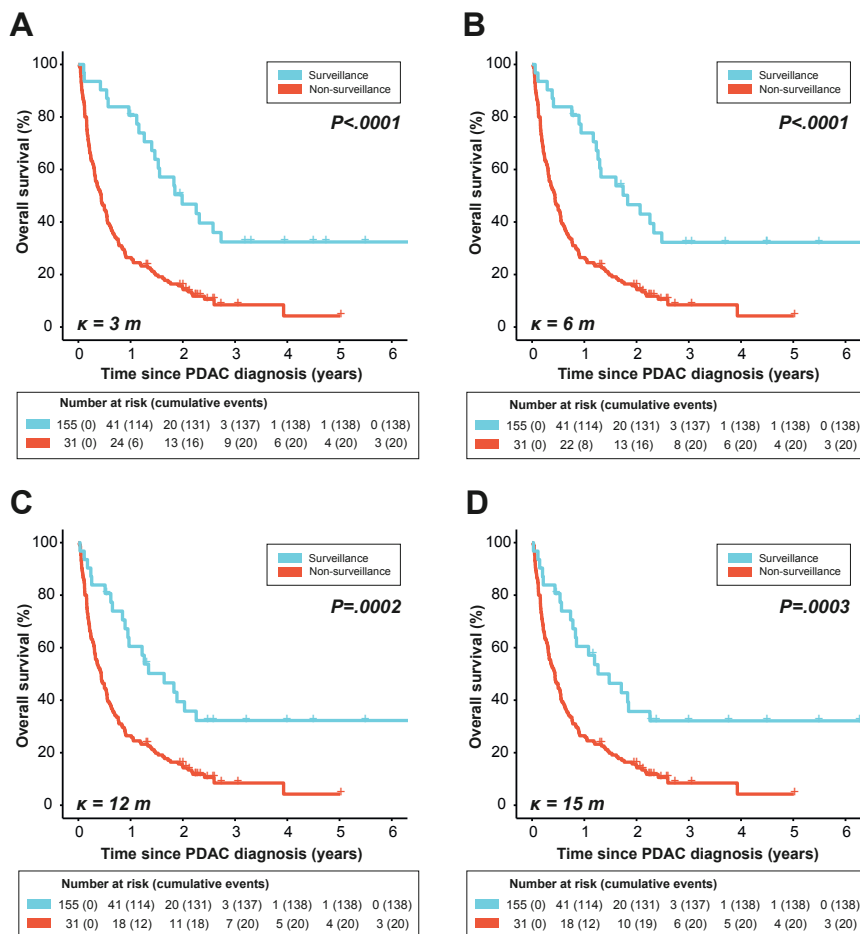 A
100
80
60
40
20
0
Overall survival (%)
Surveillance
Non-surveillance
P<.0001
κ = 3 m
0 1 2 3 4 5 6
Time since PDAC diagnosis (years)
Number at risk (cumulative events)
155 (0) 41 (114) 20 (131) 3 (137) 1 (138) 1 (138) 0 (138)
31 (0) 24 (6) 13 (16) 9 (20) 6 (20) 4 (20) 3 (20)
B
100
80
60
40
20
0
Overall survival (%)
Surveillance
Non-surveillance
P<.0001
κ = 6 m
0 1 2 3 4 5 6
Time since PDAC diagnosis (years)
Number at risk (cumulative events)
155 (0) 41 (114) 20 (131) 3 (137) 1 (138) 1 (138) 0 (138)
31 (0) 22 (8) 13 (16) 8 (20) 6 (20) 4 (20) 3 (20)
C
100
80
60
40
20
0
Overall survival (%)
Surveillance
Non-surveillance
P=.0002
κ = 12 m
0 1 2 3 4 5 6
Time since PDAC diagnosis (years)
Number at risk (cumulative events)
155 (0) 41 (114) 20 (131) 3 (137) 1 (138) 1 (138) 0 (138)
31 (0) 18 (12) 11 (18) 7 (20) 5 (20) 4 (20) 3 (20)
D
100
80
60
40
20
0
Overall survival (%)
Surveillance
Non-surveillance
P=.0003
κ = 15 m
0 1 2 3 4 5 6
Time since PDAC diagnosis (years)
Number at risk (cumulative events)
155 (0) 41 (114) 20 (131) 3 (137) 1 (138) 1 (138) 0 (138)
31 (0) 18 (12) 10 (19) 6 (20) 5 (20) 4 (20) 3 (20)